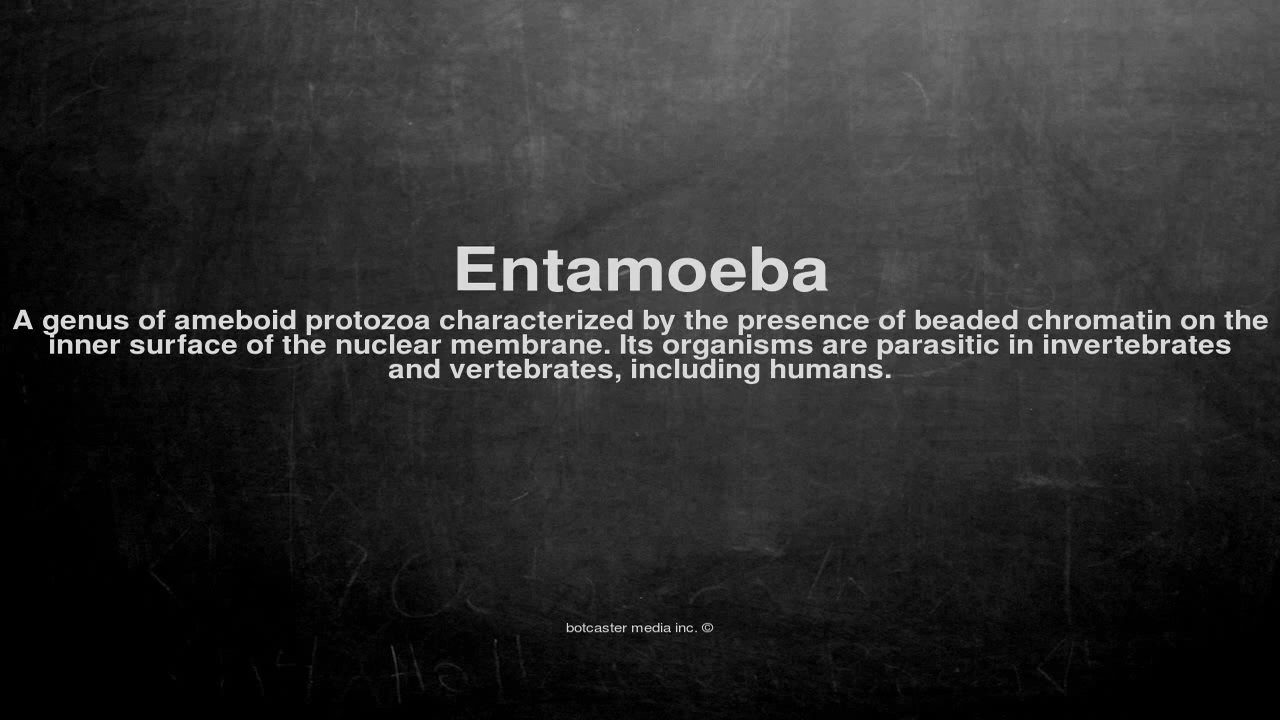 Entamoeba
A genus of ameboid protozoa characterized by the presence of beaded chromatin on the
inner surface of the nuclear membrane. Its organisms are parasitic in invertebrates
and vertebrates, including humans.
botcaster media inc. ©